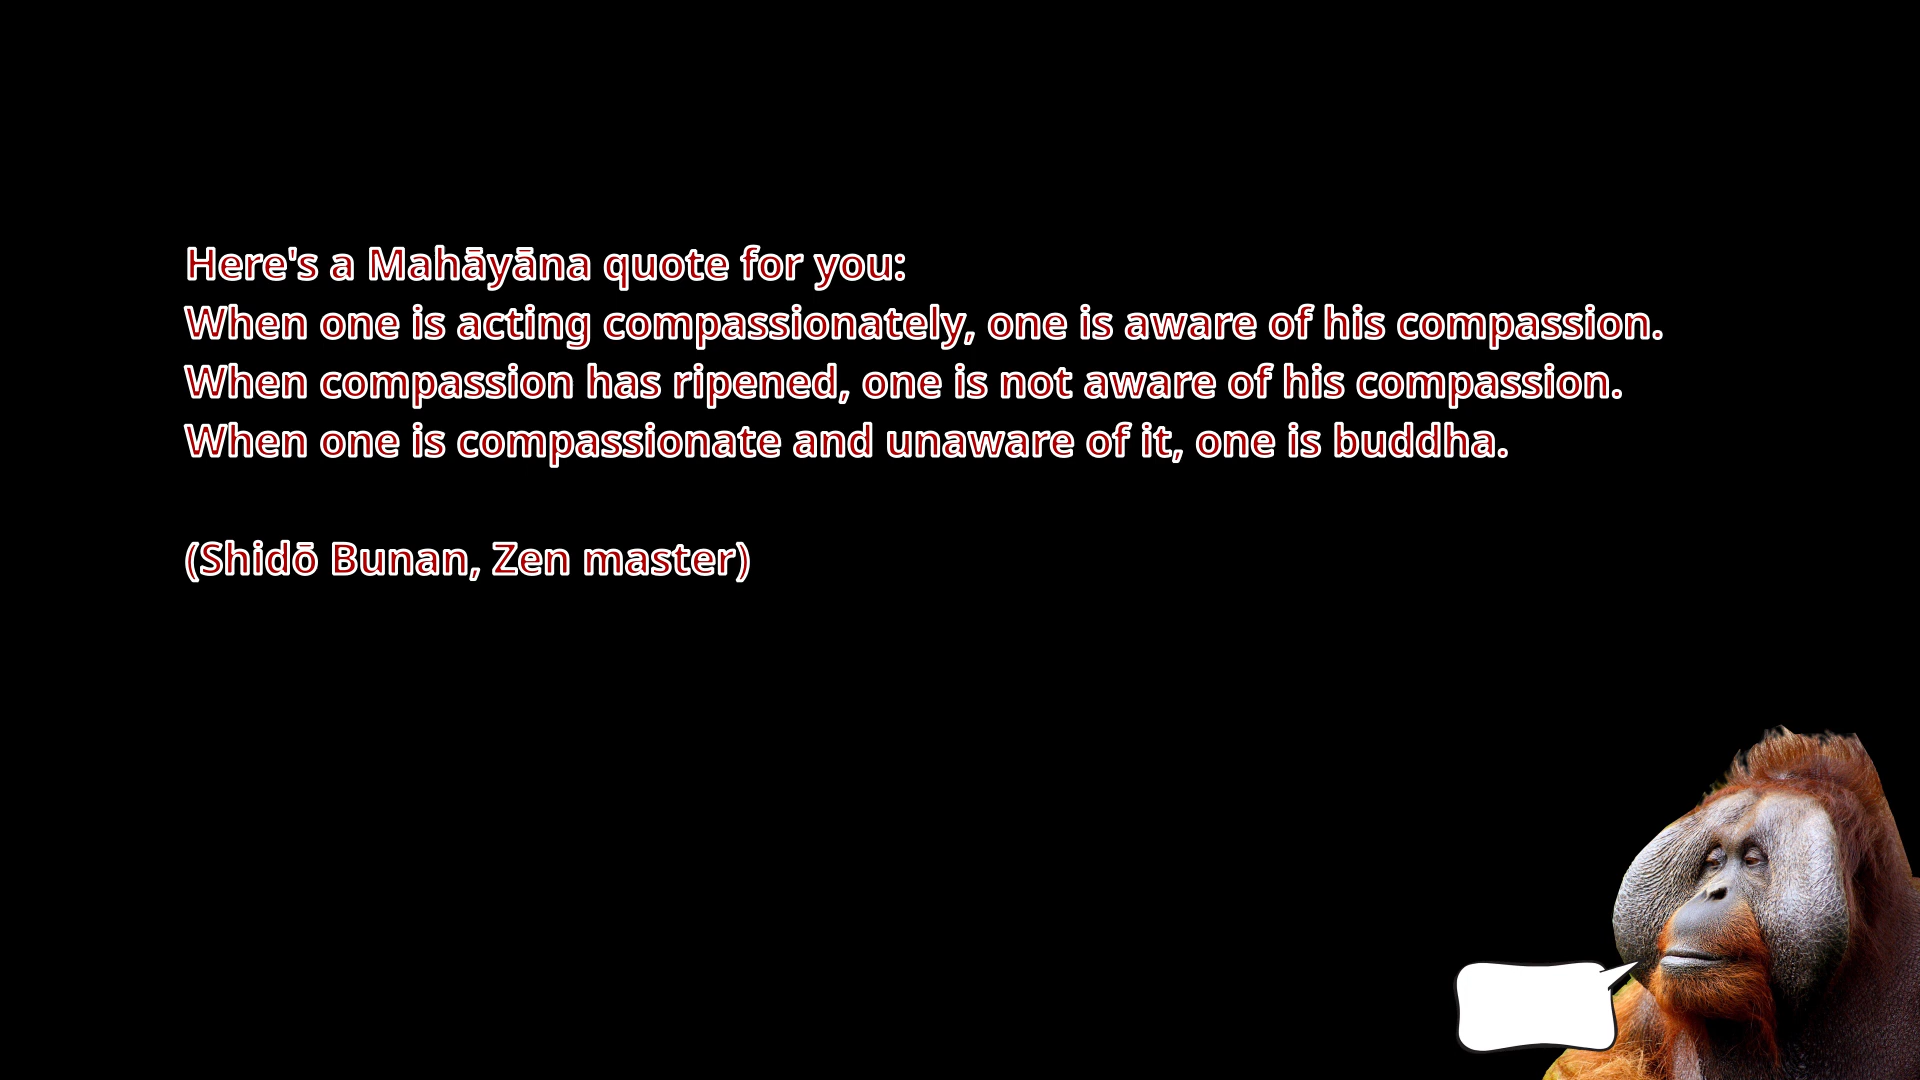 Here's a Mahāyāna quote for you:
When one is acting compassionately, one is aware of his compassion.
When compassion has ripened, one is not aware of his compassion.
When one is compassionate and unaware of it, one is buddha.
(Shidō Bunan, Zen master)